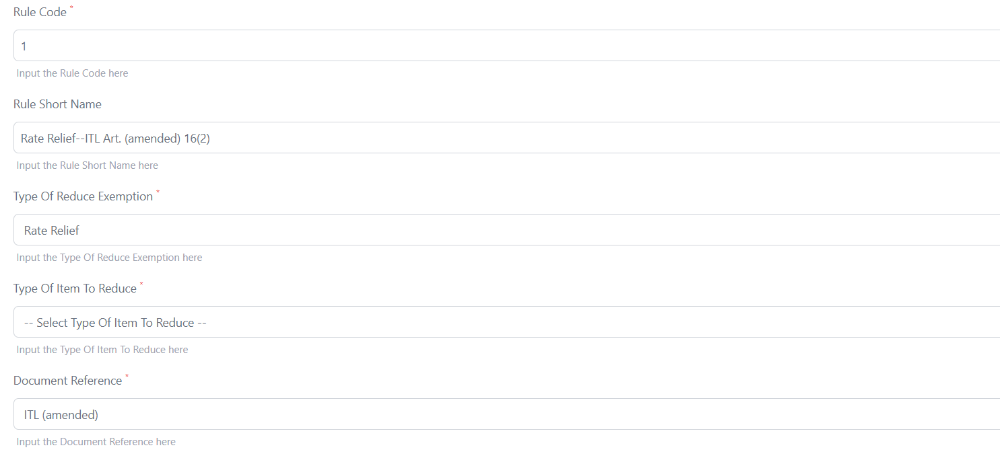 Rule Code *
1
Input the Rule Code here
Rule Short Name
Rate Relief--ITL Art. (amended) 16(2)
Input the Rule Short Name here
Type Of Reduce Exemption *
Rate Relief
Input the Type Of Reduce Exemption here
Type Of Item To Reduce *
-- Select Type Of Item To Reduce --
Input the Type Of Item To Reduce here
Document Reference *
ITL (amended)
Input the Document Reference here